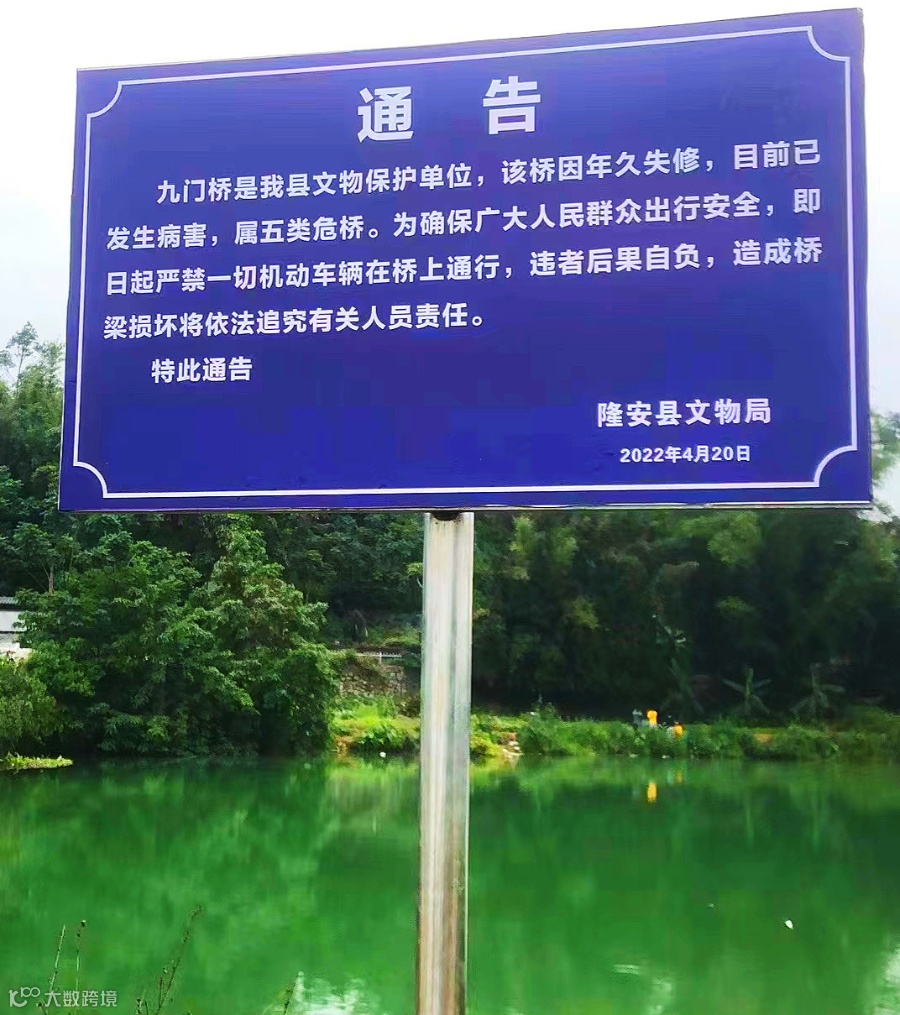 通 告
九门桥是我县文物保护单位，该桥因年久失修，目前已
发生病害，属五类危桥。为确保广大人民群众出行安全，即
日起严禁一切机动车辆在桥上通行，违者后果自负，造成桥
梁损坏将依法追究有关人员责任。
特此通告
隆安县文物局
2022年4月20日
大数跨境